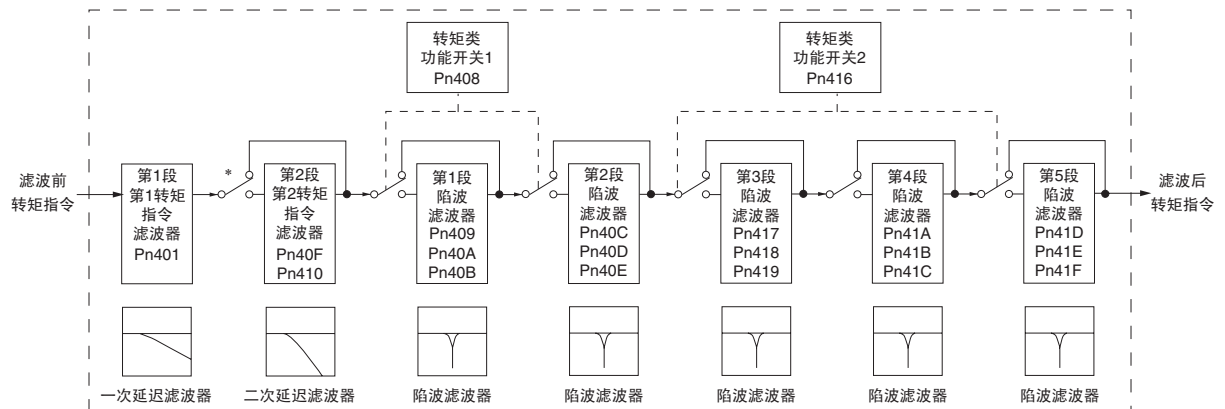 转矩类
功能开关1
Pn408
转矩类
功能开关2
Pn416
滤波前
转矩指令
第1段
第1转矩
指令
滤波器
Pn401
*
第2段
第2转矩
指令
滤波器
Pn40F
Pn410
第1段
陷波
滤波器
Pn409
Pn40A
Pn40B
第2段
陷波
滤波器
Pn40C
Pn40D
Pn40E
第3段
陷波
滤波器
Pn417
Pn418
Pn419
第4段
陷波
滤波器
Pn41A
Pn41B
Pn41C
第5段
陷波
滤波器
Pn41D
Pn41E
Pn41F
滤波后
转矩指令
一次延迟滤波器
二次延迟滤波器
陷波滤波器
陷波滤波器
陷波滤波器
陷波滤波器
陷波滤波器